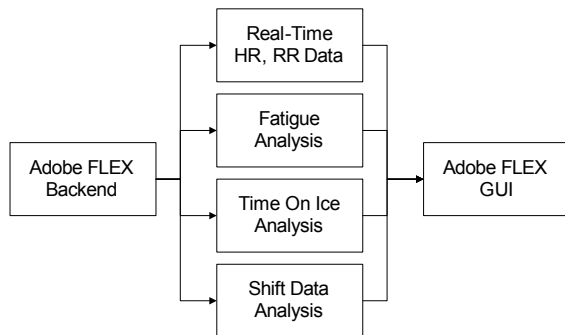 Real-Time
HR, RR Data
Fatigue
Analysis
Adobe FLEX
Backend
Adobe FLEX
GUI
Time On Ice
Analysis
Shift Data
Analysis